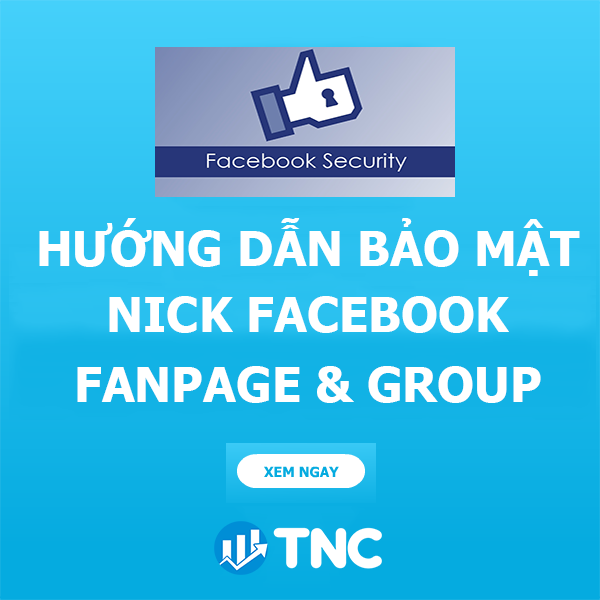 Facebook Security
HƯỚNG DẪN BẢO MẬT
NICK FACEBOOK
FANPAGE & GROUP
XEM NGAY
TNC